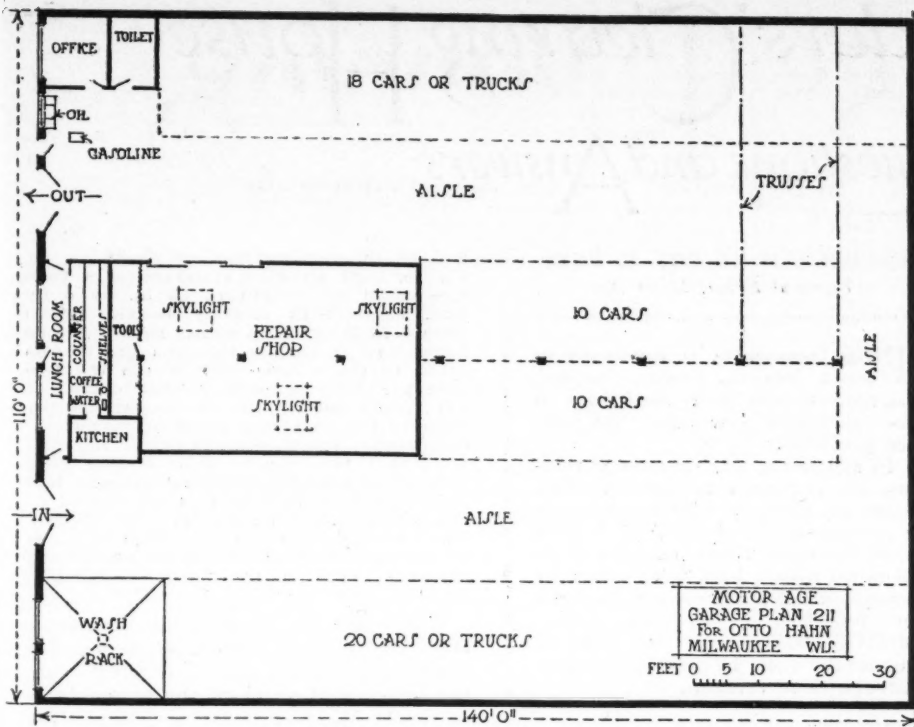 OFFICE
TOILET
18 CARS OR TRUCKS
OIL
GASOLINE
TRUSSES
OUT
AISLE
LUNCH ROOM
COUNTER
SHELVES
TOOLS
SKYLIGHT
SKYLIGHT
REPAIR
SHOP
10 CARS
AISLE
COFFEE
WATER
SKYLIGHT
10 CARS
KITCHEN
110' 0"
IN
AISLE
WASH
RACK
20 CARS OR TRUCKS
MOTOR AGE
GARAGE PLAN 211
FOR OTTO HAHN
MILWAUKEE WIS.
FEET 0 5 10 20 30
140' 0"